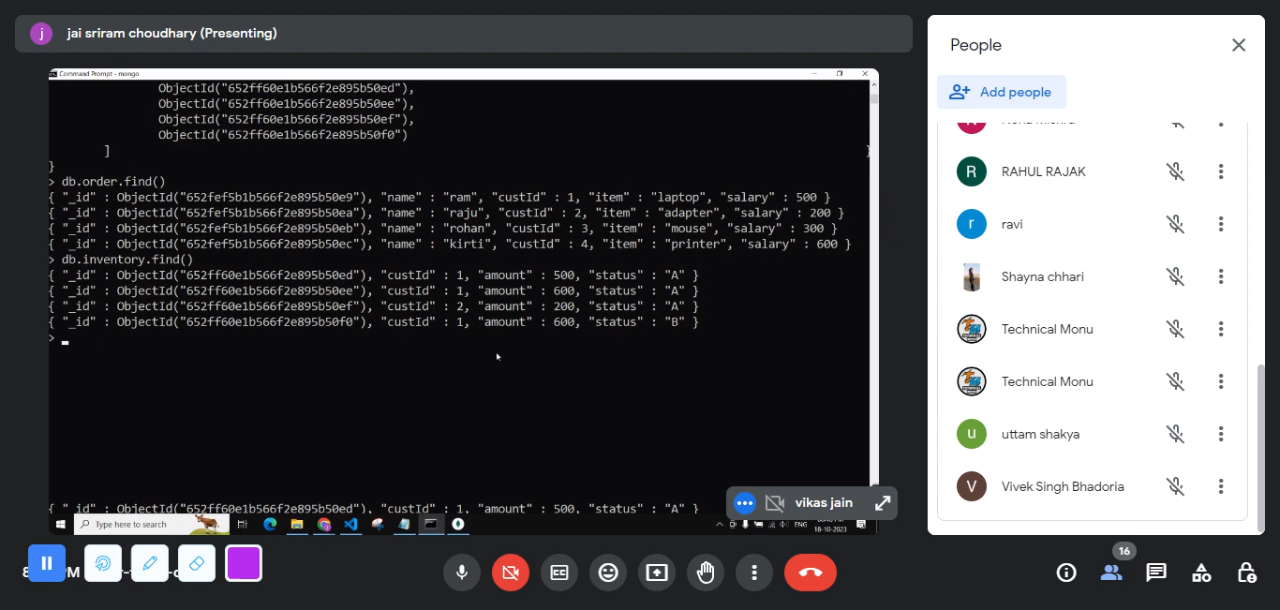 j jai sriram choudhary (Presenting)
Command Prompt - mongo
ObjectId("652ff60e1b566f2e895b50ed"),
ObjectId("652ff60e1b566f2e895b50ee"),
ObjectId("652ff60e1b566f2e895b50ef"),
ObjectId("652ff60e1b566f2e895b50f0")
]
}
}
> db.order.find()
{ "_id" : ObjectId("652fef5b1b566f2e895b50e9"), "name" : "ram", "custId" : 1, "item" : "laptop", "salary" : 500 }
{ "_id" : ObjectId("652fef5b1b566f2e895b50ea"), "name" : "raju", "custId" : 2, "item" : "adapter", "salary" : 200 }
{ "_id" : ObjectId("652fef5b1b566f2e895b50eb"), "name" : "rohan", "custId" : 3, "item" : "mouse", "salary" : 300 }
{ "_id" : ObjectId("652fef5b1b566f2e895b50ec"), "name" : "kirti", "custId" : 4, "item" : "printer", "salary" : 600 }
> db.inventory.find()
{ "_id" : ObjectId("652ff60e1b566f2e895b50ed"), "custId" : 1, "amount" : 500, "status" : "A" }
{ "_id" : ObjectId("652ff60e1b566f2e895b50ee"), "custId" : 1, "amount" : 600, "status" : "A" }
{ "_id" : ObjectId("652ff60e1b566f2e895b50ef"), "custId" : 2, "amount" : 200, "status" : "A" }
{ "_id" : ObjectId("652ff60e1b566f2e895b50f0"), "custId" : 1, "amount" : 600, "status" : "B" }
>
{ "_id" : ObjectId("652ff60e1b566f2e895b50ed"), "custId" : 1, "amount" : 500, "status" : "A" }
vikas jain
Type here to search
ENG
18-10-2023
People
Add people
R RAHUL RAJAK
r ravi
Shayna chhari
Technical Monu
Technical Monu
u uttam shakya
V Vivek Singh Bhadoria
16